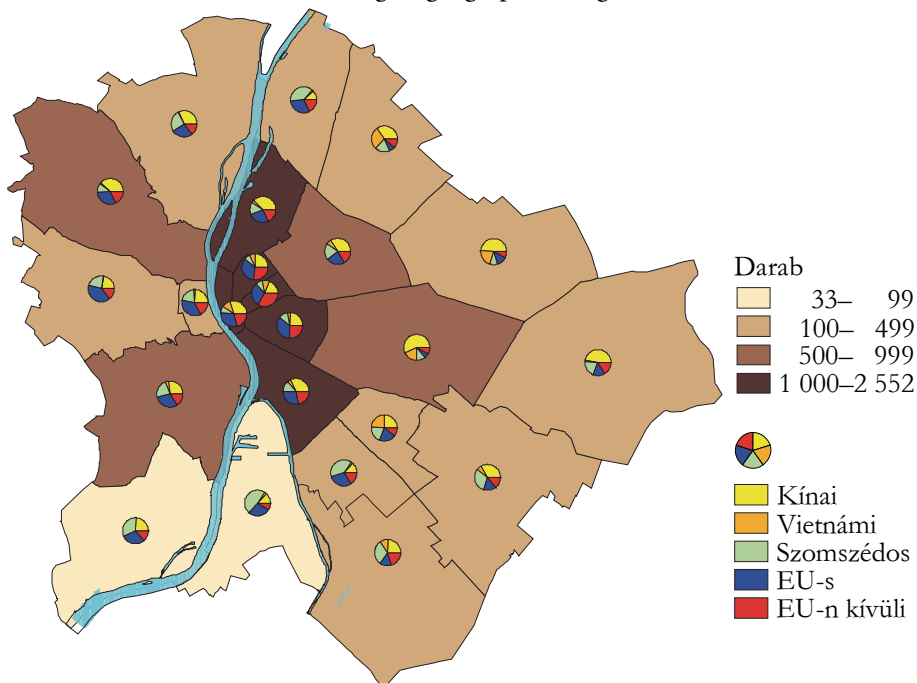 Darab
33– 99
100– 499
500– 999
1 000–2 552
Kínai
Vietnámi
Szomszédos
EU-s
EU-n kívüli